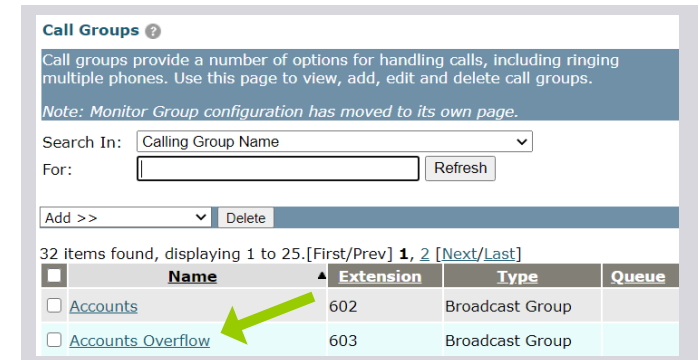 Call Groups ?
Call groups provide a number of options for handling calls, including ringing
multiple phones. Use this page to view, add, edit and delete call groups.
Note: Monitor Group configuration has moved to its own page.
Search In: Calling Group Name
For: Refresh
Add >> Delete
32 items found, displaying 1 to 25.[First/Prev] 1, 2 [Next/Last]
Name Extension Type Queue
Accounts 602 Broadcast Group
Accounts Overflow 603 Broadcast Group